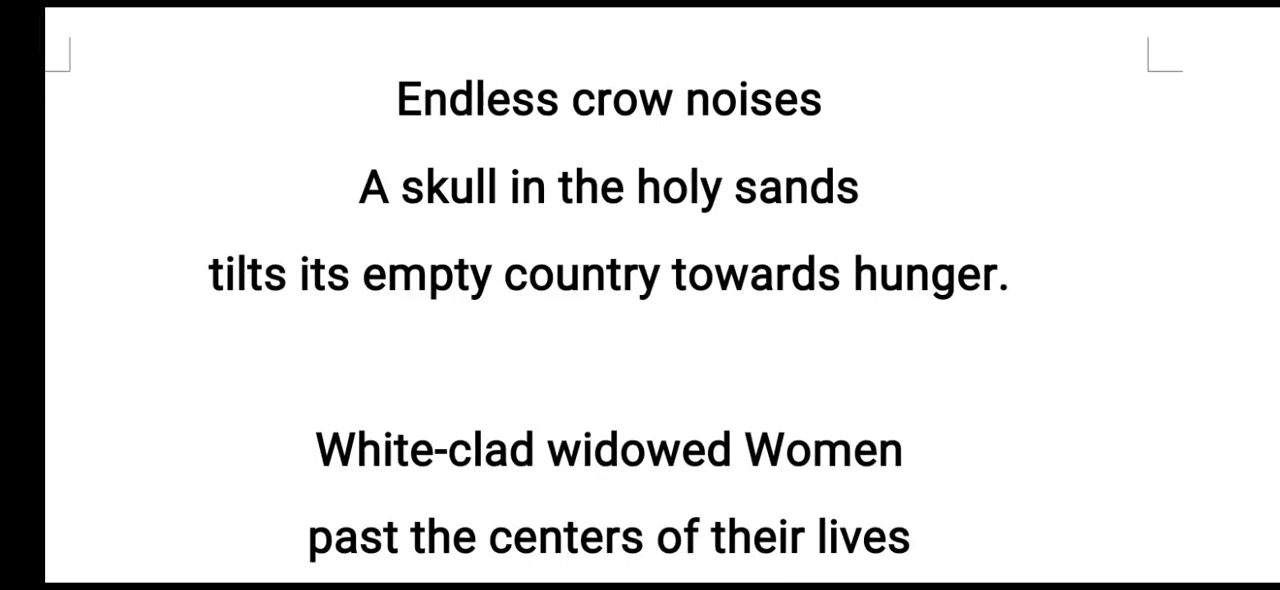 Endless crow noises
A skull in the holy sands
tilts its empty country towards hunger.
White-clad widowed Women
past the centers of their lives